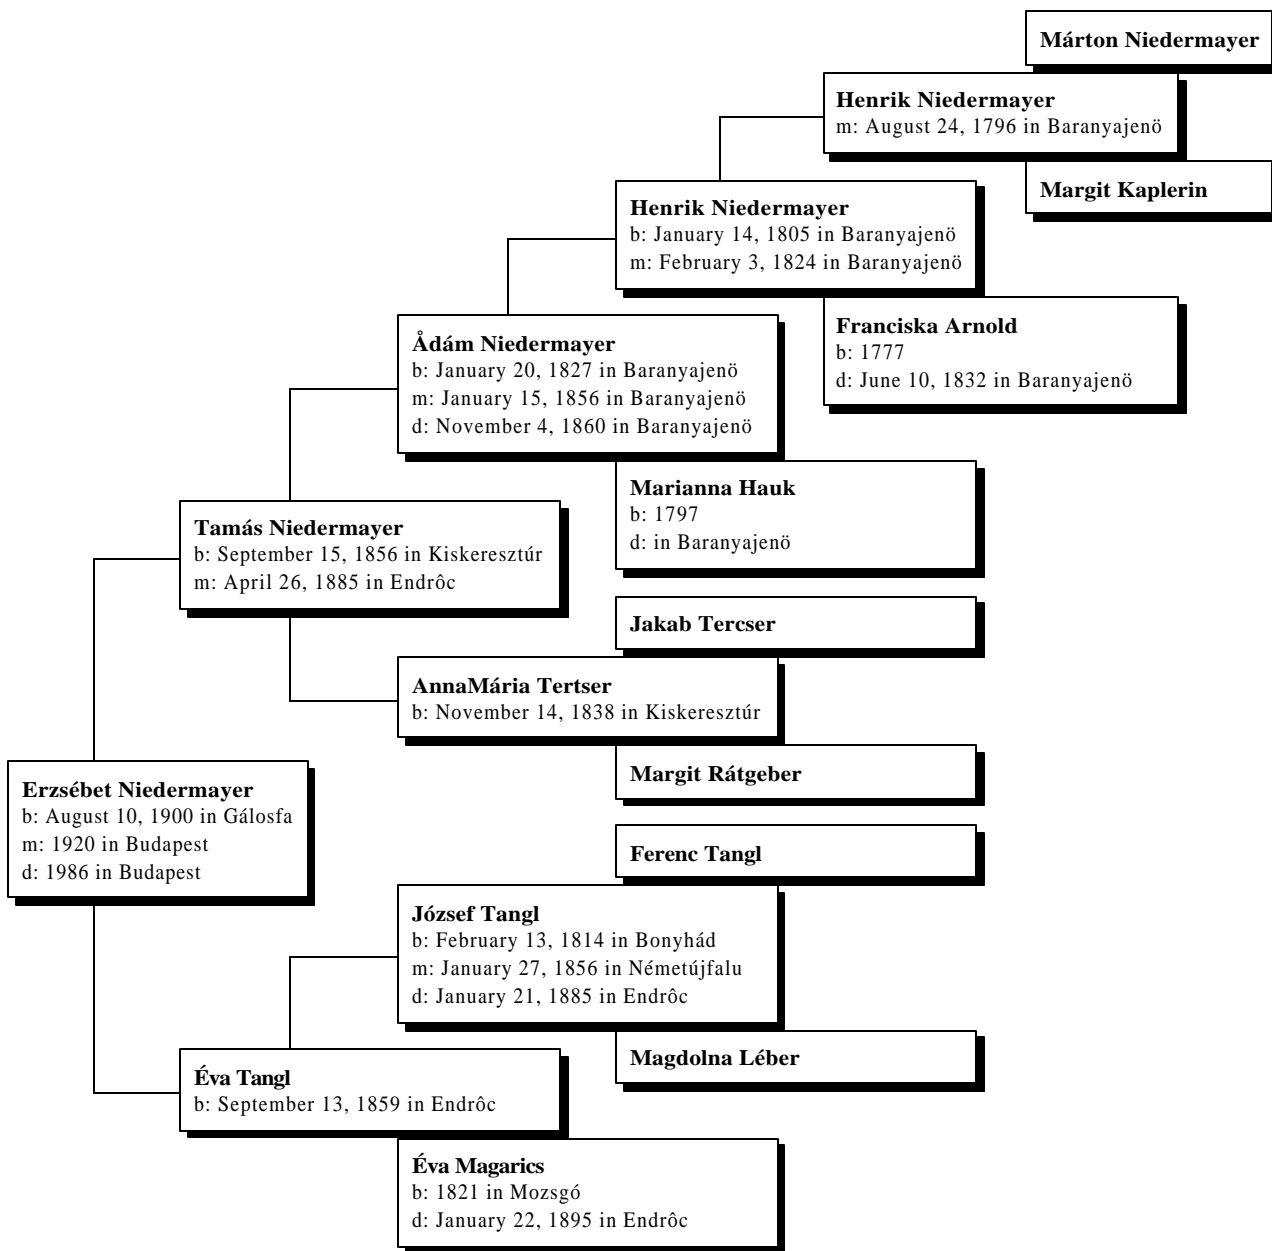 Márton Niedermayer
Henrik Niedermayer
m: August 24, 1796 in Baranyajenö
Margit Kaplerin
Henrik Niedermayer
b: January 14, 1805 in Baranyajenö
m: February 3, 1824 in Baranyajenö
Franciska Arnold
b: 1777
d: June 10, 1832 in Baranyajenö
Ådám Niedermayer
b: January 20, 1827 in Baranyajenö
m: January 15, 1856 in Baranyajenö
d: November 4, 1860 in Baranyajenö
Marianna Hauk
b: 1797
d: in Baranyajenö
Tamás Niedermayer
b: September 15, 1856 in Kiskeresztúr
m: April 26, 1885 in Endrôc
Jakab Tercser
AnnaMária Tertser
b: November 14, 1838 in Kiskeresztúr
Margit Rátgeber
Erzsébet Niedermayer
b: August 10, 1900 in Gálosfa
m: 1920 in Budapest
d: 1986 in Budapest
Ferenc Tangl
József Tangl
b: February 13, 1814 in Bonyhád
m: January 27, 1856 in Németújfalu
d: January 21, 1885 in Endrôc
Magdolna Léber
Éva Tangl
b: September 13, 1859 in Endrôc
Éva Magarics
b: 1821 in Mozsgó
d: January 22, 1895 in Endrôc